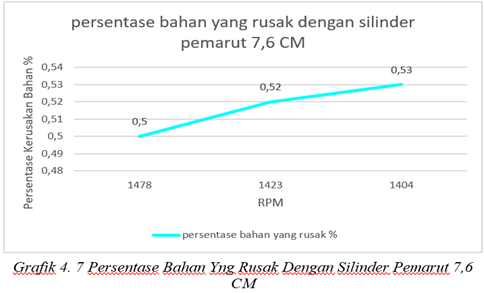 persentase bahan yang rusak dengan silinder
pemarut 7,6 CM
Persentase Kerusakan Bahan %
0,54
0,53
0,52
0,51
0,5
0,49
0,48
0,5
0,52
0,53
1478
1423
1404
RPM
persentase bahan yang rusak %
Grafik 4. 7 Persentase Bahan Yng Rusak Dengan Silinder Pemarut 7,6
CM